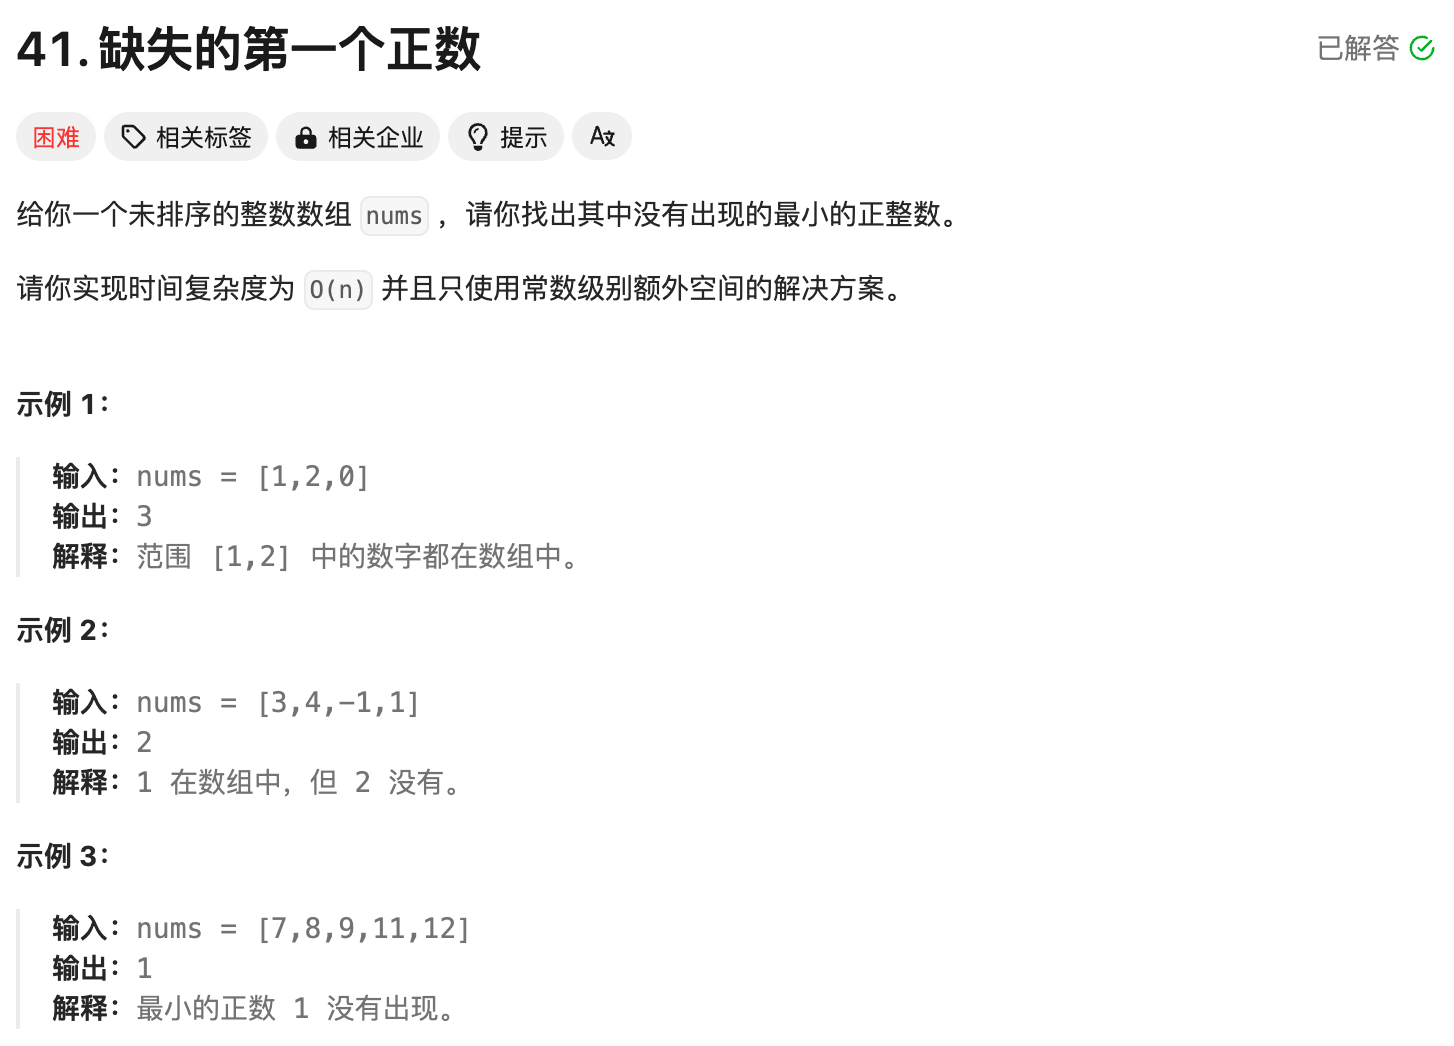 41. 缺失的第一个正数
已解答
困难 相关标签 相关企业 提示
给你一个未排序的整数数组 nums ，请你找出其中没有出现的最小的正整数。
请你实现时间复杂度为 O(n) 并且只使用常数级别额外空间的解决方案。
示例 1：
输入：nums = [1,2,0]
输出：3
解释：范围 [1,2] 中的数字都在数组中。
示例 2：
输入：nums = [3,4,-1,1]
输出：2
解释：1 在数组中，但 2 没有。
示例 3：
输入：nums = [7,8,9,11,12]
输出：1
解释：最小的正数 1 没有出现。